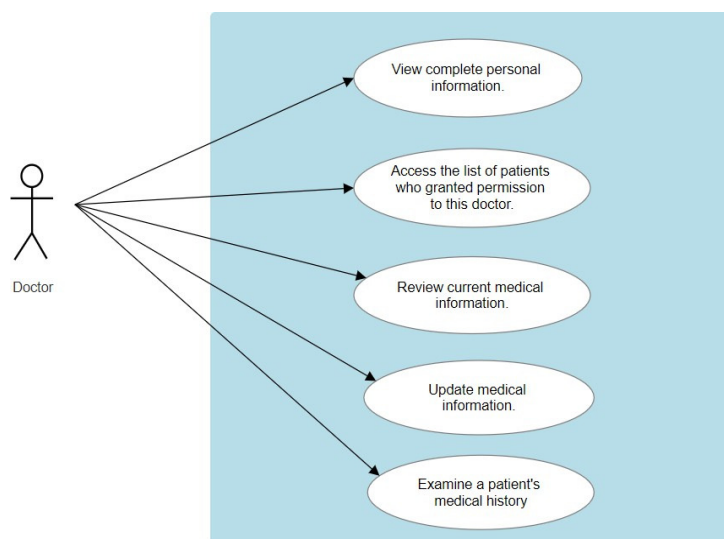 View complete personal
information.
Access the list of patients
who granted permission
to this doctor.
Doctor
Review current medical
information.
Update medical
information.
Examine a patient's
medical history